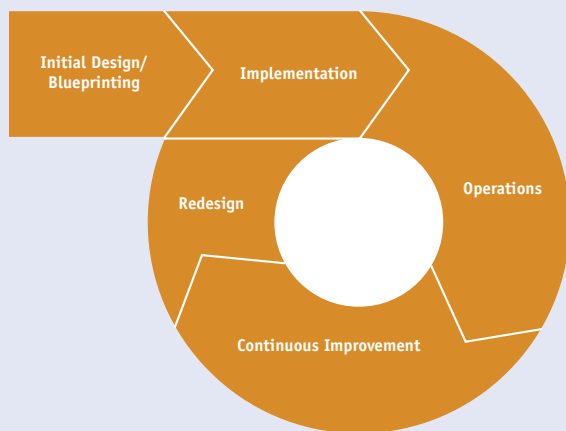 Initial Design/
Blueprinting
Implementation
Operations
Redesign
Continuous Improvement